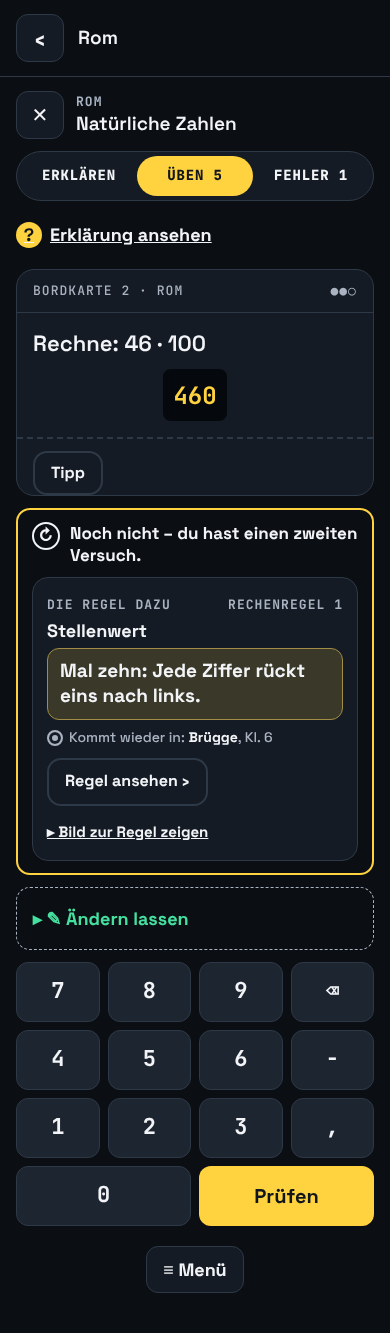 < Rom
✕ ROM
Natürliche Zahlen
ERKLÄREN ÜBEN 5 FEHLER 1
? Erklärung ansehen
BORDKARTE 2 · ROM ●●○
Rechne: 46 · 100
460
Tipp
↻ Noch nicht – du hast einen zweiten
Versuch.
DIE REGEL DAZU RECHENREGEL 1
Stellenwert
Mal zehn: Jede Ziffer rückt
eins nach links.
Kommt wieder in: Brügge, Kl. 6
Regel ansehen >
▸ Bild zur Regel zeigen
▸ ✎ Ändern lassen
7 8 9 ⌫
4 5 6 -
1 2 3 ,
0 Prüfen
≡ Menü